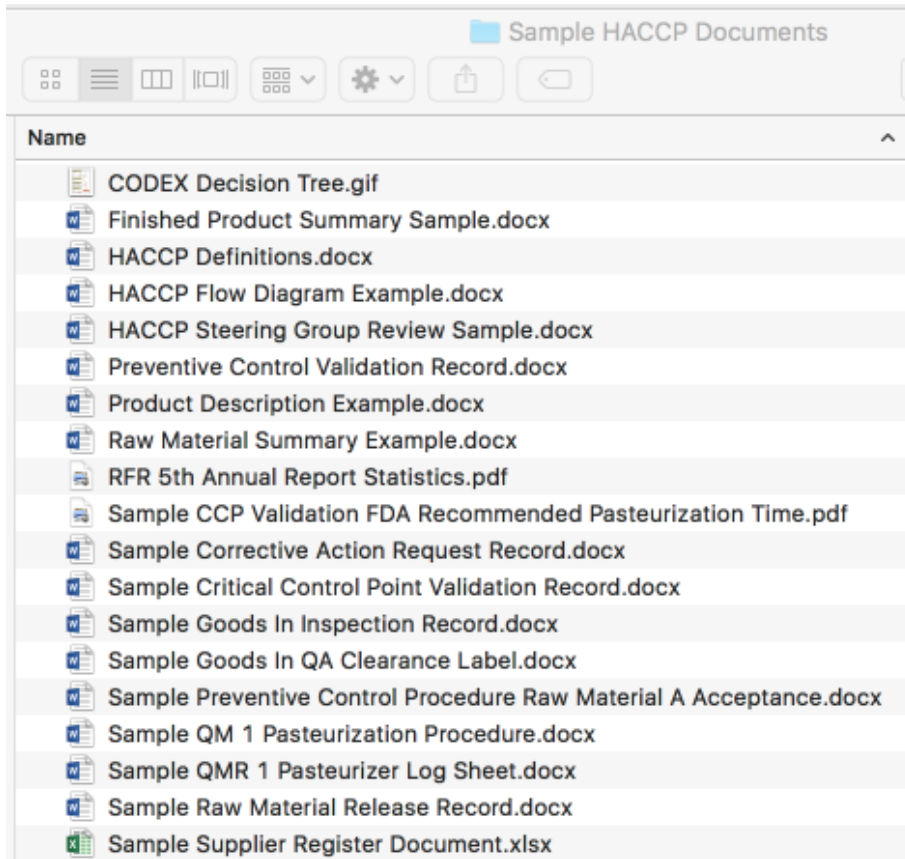 Sample HACCP Documents
Name
CODEX Decision Tree.gif
Finished Product Summary Sample.docx
HACCP Definitions.docx
HACCP Flow Diagram Example.docx
HACCP Steering Group Review Sample.docx
Preventive Control Validation Record.docx
Product Description Example.docx
Raw Material Summary Example.docx
RFR 5th Annual Report Statistics.pdf
Sample CCP Validation FDA Recommended Pasteurization Time.pdf
Sample Corrective Action Request Record.docx
Sample Critical Control Point Validation Record.docx
Sample Goods In Inspection Record.docx
Sample Goods In QA Clearance Label.docx
Sample Preventive Control Procedure Raw Material A Acceptance.docx
Sample QM 1 Pasteurization Procedure.docx
Sample QMR 1 Pasteurizer Log Sheet.docx
Sample Raw Material Release Record.docx
Sample Supplier Register Document.xlsx